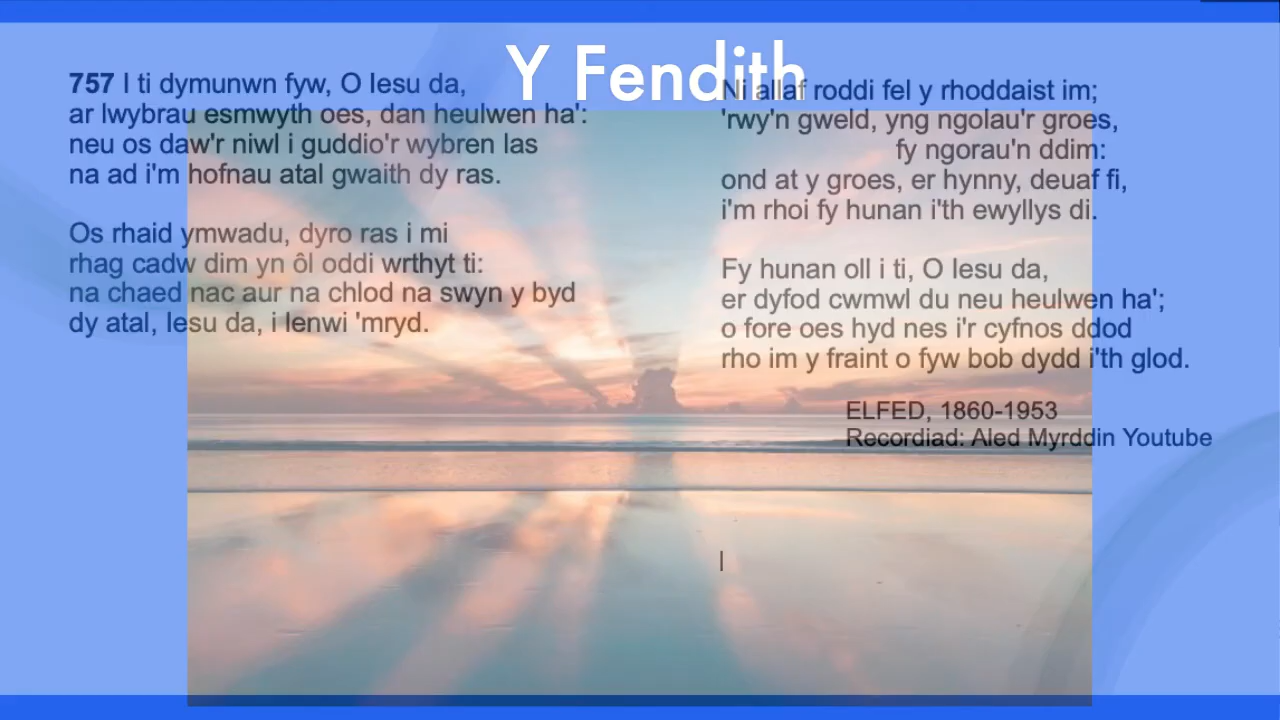 Y Fendith
757 I ti dymunwn fyw, O Iesu da,
ar lwybrau esmwyth oes, dan heulwen ha':
neu os daw'r niwl i guddio'r wybren las
na ad i'm hofnau atal gwaith dy ras.
Os rhaid ymwadu, dyro ras i mi
rhag cadw dim yn ôl oddi wrthyt ti:
na chaed nac aur na chlod na swyn y byd
dy atal, Iesu da, i lenwi 'mryd.
Ni allaf roddi fel y rhoddaist im;
'rwy'n gweld, yng ngolau'r groes,
fy ngorau'n ddim:
ond at y groes, er hynny, deuaf fi,
i'm rhoi fy hunan i'th ewyllys di.
Fy hunan oll i ti, O Iesu da,
er dyfod cwmwl du neu heulwen ha';
o fore oes hyd nes i'r cyfnos ddod
rho im y fraint o fyw bob dydd i'th glod.
ELFED, 1860-1953
Recordiad: Aled Myrddin Youtube